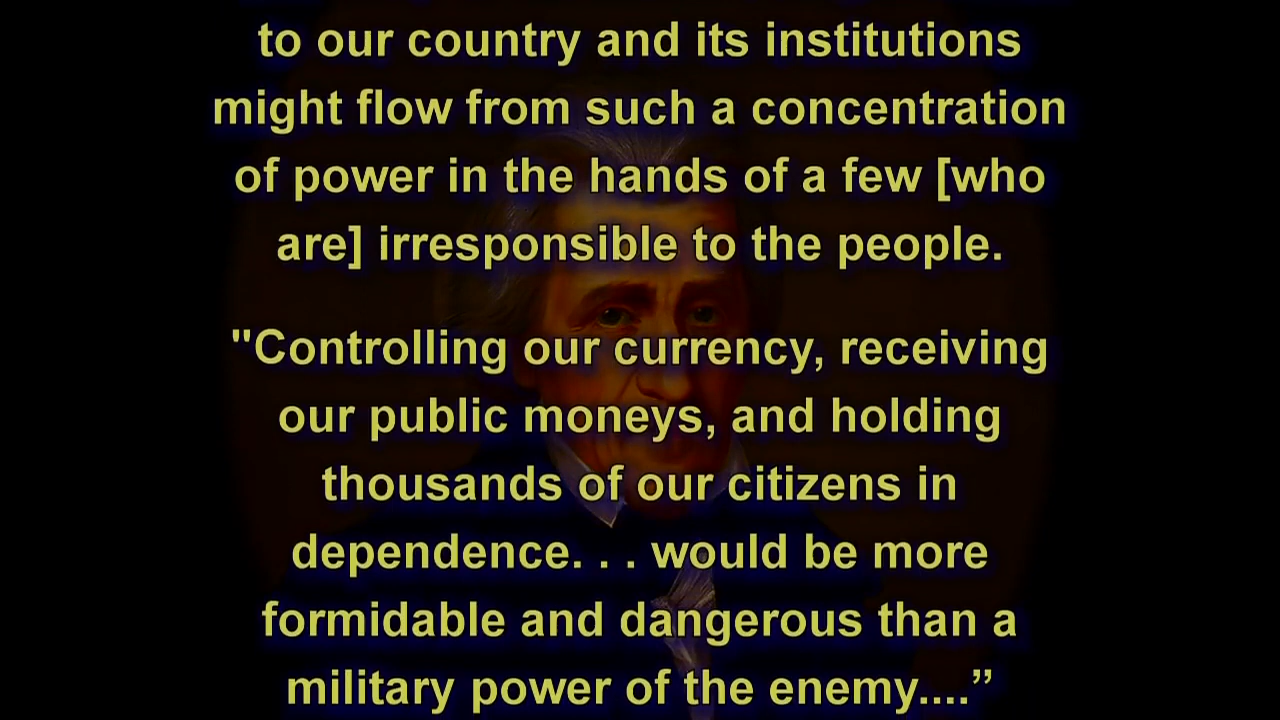 to our country and its institutions
might flow from such a concentration
of power in the hands of a few [who
are] irresponsible to the people.
"Controlling our currency, receiving
our public moneys, and holding
thousands of our citizens in
dependence. . . would be more
formidable and dangerous than a
military power of the enemy....”